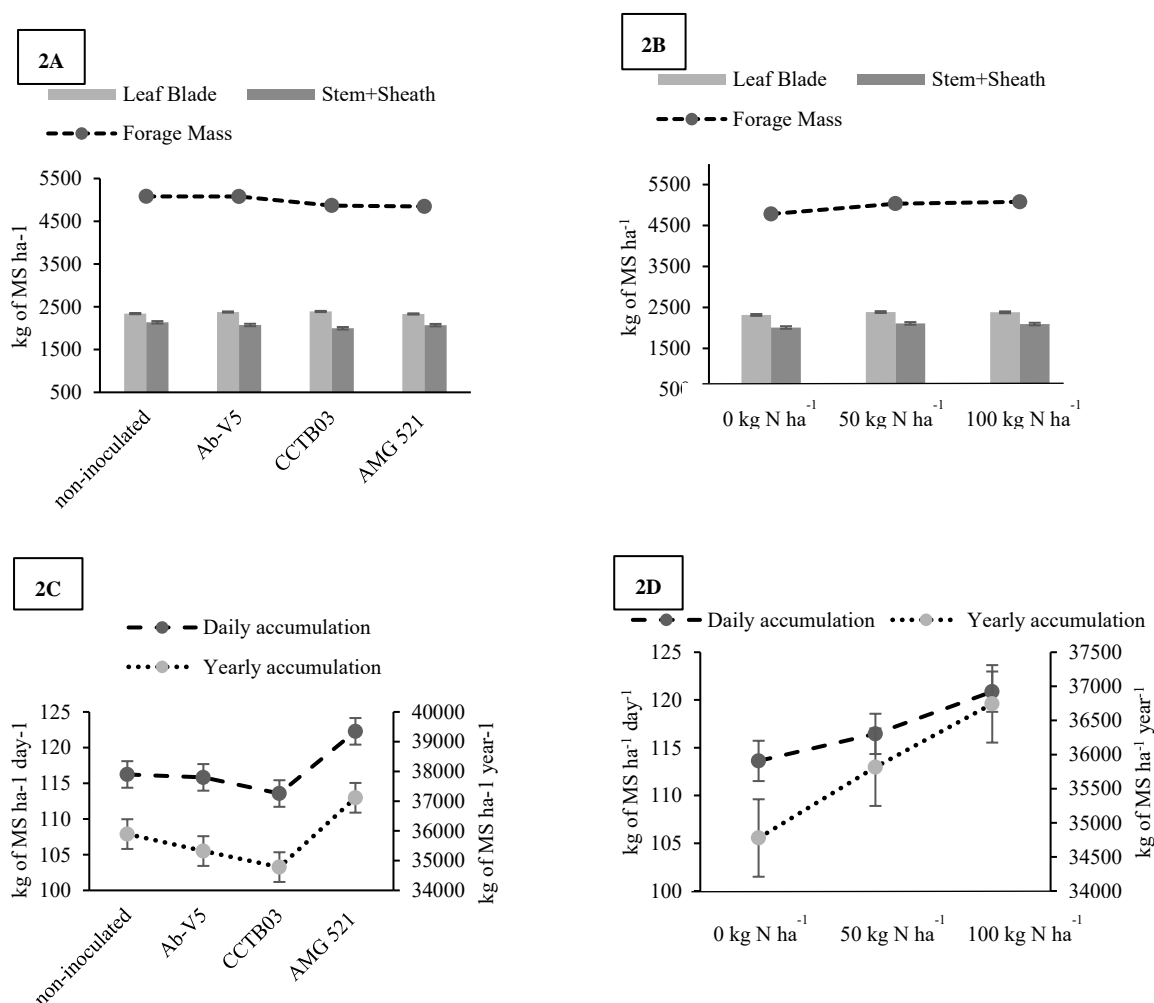 2A
Leaf Blade Stem+Sheath
Forage Mass
kg of MS ha-1
5500
4500
3500
2500
1500
500
non-inoculated Ab-V5 CCTB03 AMG 521
2B
Leaf Blade Stem+Sheath
Forage Mass
kg of MS ha⁻¹
5500
4500
3500
2500
1500
0 kg N ha⁻¹ 50 kg N ha⁻¹ 100 kg N ha⁻¹
2C
Daily accumulation
Yearly accumulation
kg of MS ha-1 day-1
125
120
115
110
105
100
40000
39000
38000
37000
36000
35000
34000
kg of MS ha-1 year-1
non-inoculated Ab-V5 CCTB03 AMG 521
2D
Daily accumulation Yearly accumulation
kg of MS ha⁻¹ day⁻¹
125
120
115
110
105
100
37500
37000
36500
36000
35500
35000
34500
34000
kg of MS ha⁻¹ year⁻¹
0 kg N ha⁻¹ 50 kg N ha⁻¹ 100 kg N ha⁻¹